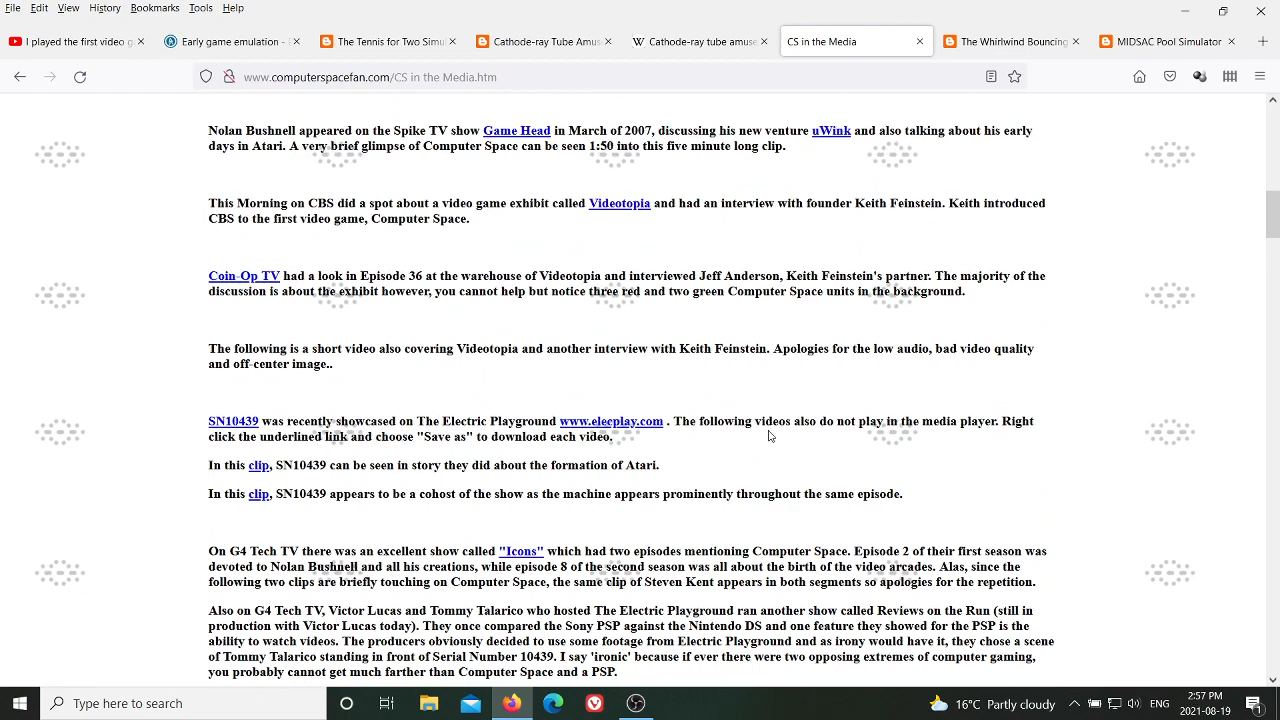 File Edit View History Bookmarks Tools Help
I played the first video g
Early game emulation - F
The Tennis for Two Simul
Cathode-ray Tube Amus
Cathode-ray tube amuse
CS in the Media
The Whirlwind Bouncing
MIDSAC Pool Simulator
www.computerspacefan.com/CS in the Media.htm
Nolan Bushnell appeared on the Spike TV show Game Head in March of 2007, discussing his new venture uWink and also talking about his early
days in Atari. A very brief glimpse of Computer Space can be seen 1:50 into this five minute long clip.
This Morning on CBS did a spot about a video game exhibit called Videotopia and had an interview with founder Keith Feinstein. Keith introduced
CBS to the first video game, Computer Space.
Coin-Op TV had a look in Episode 36 at the warehouse of Videotopia and interviewed Jeff Anderson, Keith Feinstein's partner. The majority of the
discussion is about the exhibit however, you cannot help but notice three red and two green Computer Space units in the background.
The following is a short video also covering Videotopia and another interview with Keith Feinstein. Apologies for the low audio, bad video quality
and off-center image..
SN10439 was recently showcased on The Electric Playground www.elecplay.com . The following videos also do not play in the media player. Right
click the underlined link and choose "Save as" to download each video.
In this clip, SN10439 can be seen in story they did about the formation of Atari.
In this clip, SN10439 appears to be a cohost of the show as the machine appears prominently throughout the same episode.
On G4 Tech TV there was an excellent show called "Icons" which had two episodes mentioning Computer Space. Episode 2 of their first season was
devoted to Nolan Bushnell and all his creations, while episode 8 of the second season was all about the birth of the video arcades. Alas, since the
following two clips are briefly touching on Computer Space, the same clip of Steven Kent appears in both segments so apologies for the repetition.
Also on G4 Tech TV, Victor Lucas and Tommy Talarico who hosted The Electric Playground ran another show called Reviews on the Run (still in
production with Victor Lucas today). They once compared the Sony PSP against the Nintendo DS and one feature they showed for the PSP is the
ability to watch videos. The producers obviously decided to use some footage from Electric Playground and as irony would have it, they chose a scene
of Tommy Talarico standing in front of Serial Number 10439. I say 'ironic' because if ever there were two opposing extremes of computer gaming,
you probably cannot get much farther than Computer Space and a PSP.
Type here to search
16°C Partly cloudy
2:57 PM
2021-08-19